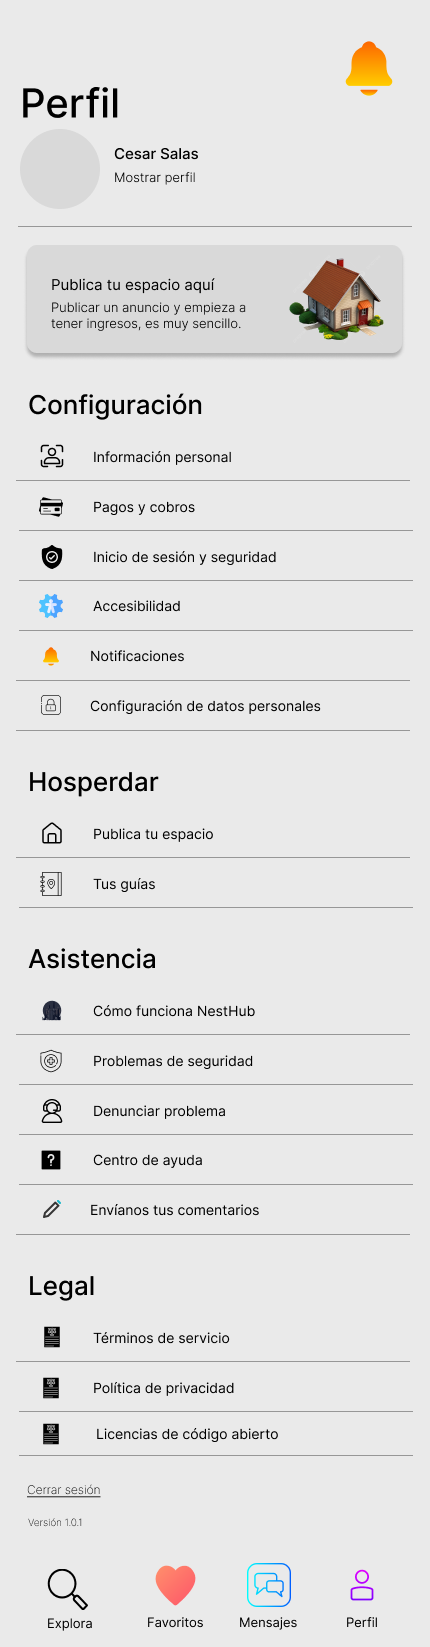 Perfil
Cesar Salas
Mostrar perfil
Publica tu espacio aquí
Publicar un anuncio y empieza a
tener ingresos, es muy sencillo.
Configuración
Información personal
Pagos y cobros
Inicio de sesión y seguridad
Accesibilidad
Notificaciones
Configuración de datos personales
Hosperdar
Publica tu espacio
Tus guías
Asistencia
Cómo funciona NestHub
Problemas de seguridad
Denunciar problema
Centro de ayuda
Envíanos tus comentarios
Legal
Términos de servicio
Política de privacidad
Licencias de código abierto
Cerrar sesión
Versión 1.0.1
Explora
Favoritos
Mensajes
Perfil